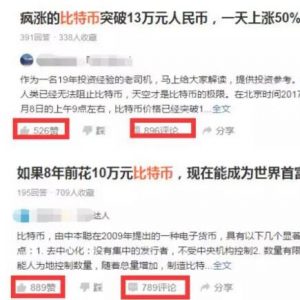 疯涨的比特币突破13万元人民币，一天上涨50%
391回答 · 338人收藏
作为一名19年投资经验的老司机，马上给大家解读，提供投资参考。
人类已经无法阻止比特币，天空才是比特币的极限。在北京时间2017
月8日的上午9点左右，比特币价格已经突破1...全文
526赞 踩 896评论 分享
如果8年前花10万元比特币，现在能成为世界首富
195回答 · 709人收藏
达人
比特币，由中本聪在2009年提出的一种电子货币，具有以下几个显著
点：1. 去中心化：没有集中的发行者，不受中央机构控制2. 数量有限
能人为地控制数量，随着总量增加，制造比特...全文
889赞 踩 789评论 分享